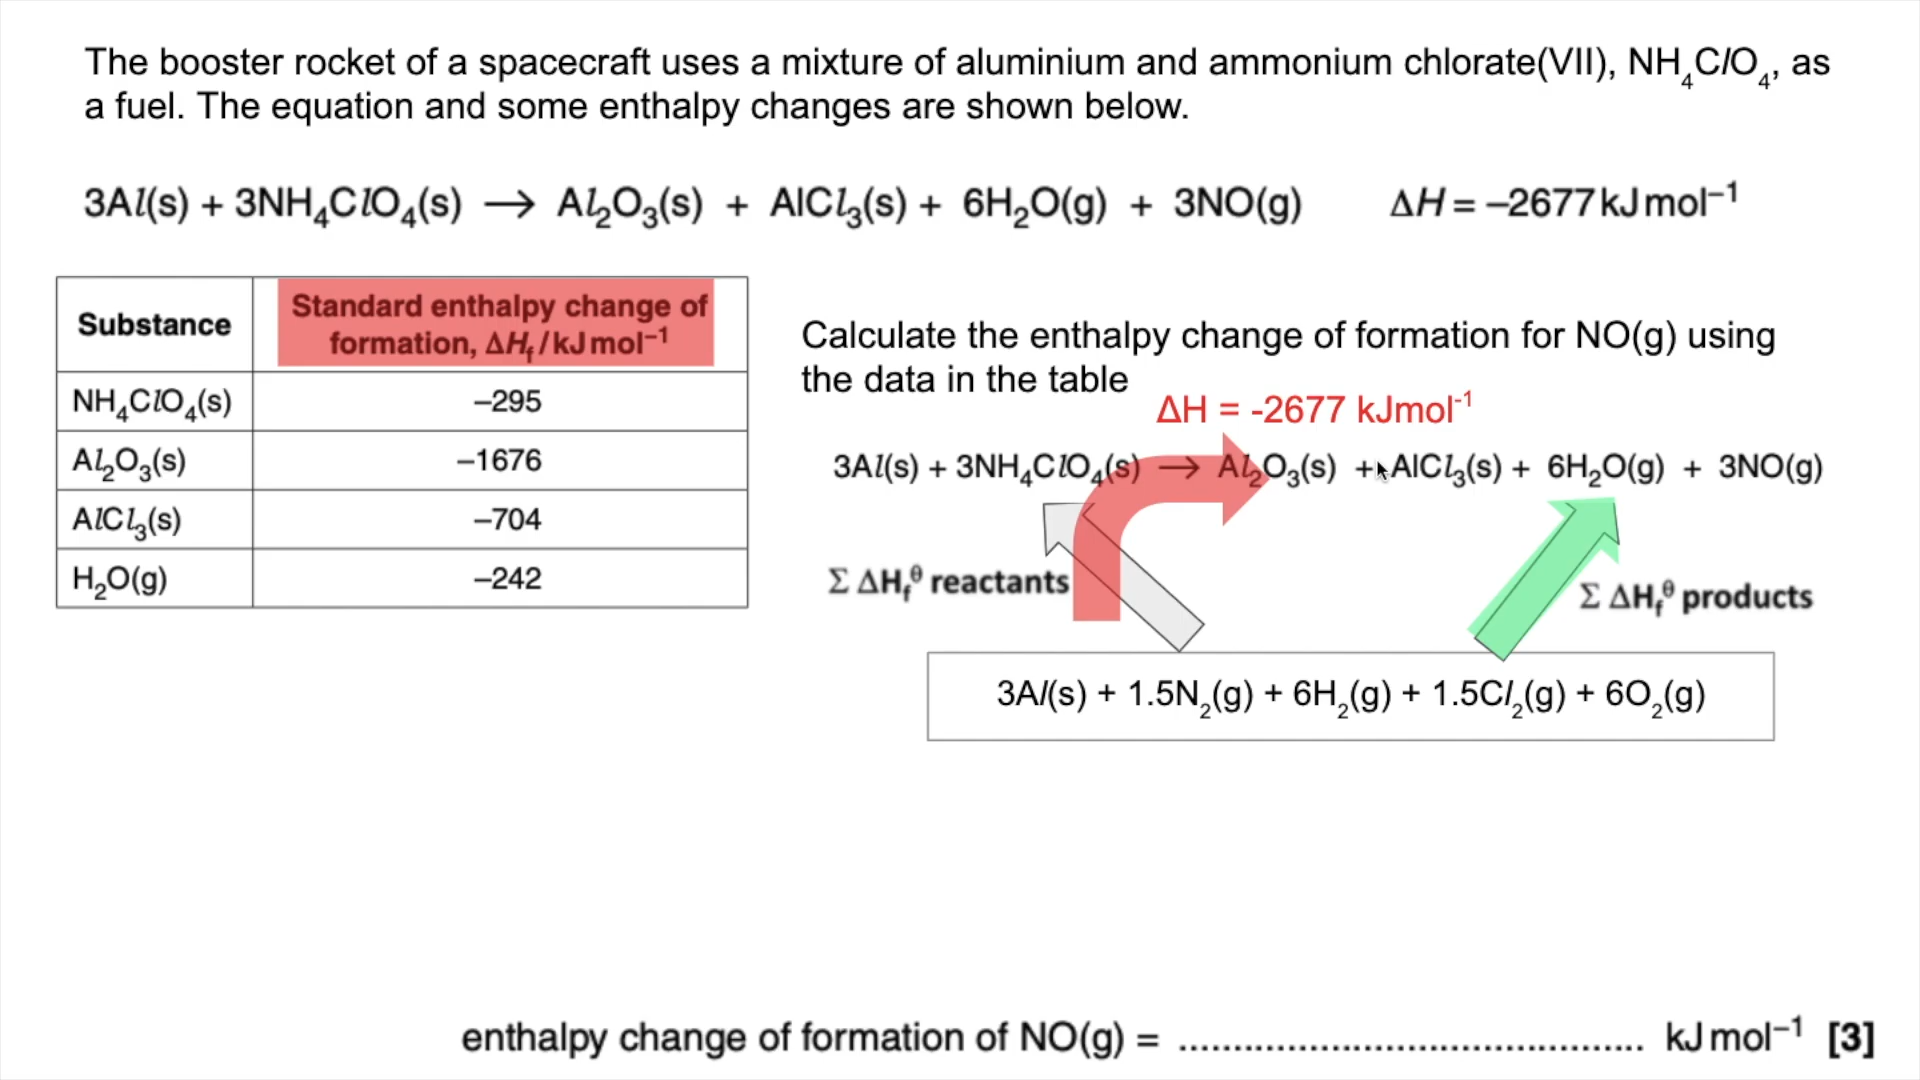 The booster rocket of a spacecraft uses a mixture of aluminium and ammonium chlorate(VII), NH₄ClO₄, as
a fuel. The equation and some enthalpy changes are shown below.
3Al(s) + 3NH₄ClO₄(s) → Al₂O₃(s) + AlCl₃(s) + 6H₂O(g) + 3NO(g) ΔH = –2677 kJ mol⁻¹
Substance
Standard enthalpy change of
formation, ΔHf / kJ mol⁻¹
NH₄ClO₄(s) –295
Al₂O₃(s) –1676
AlCl₃(s) –704
H₂O(g) –242
Calculate the enthalpy change of formation for NO(g) using
the data in the table
ΔH = -2677 kJmol⁻¹
3Al(s) + 3NH₄ClO₄(s) → Al₂O₃(s) + AlCl₃(s) + 6H₂O(g) + 3NO(g)
Σ ΔHf^θ reactants
Σ ΔHf^θ products
3Al(s) + 1.5N₂(g) + 6H₂(g) + 1.5Cl₂(g) + 6O₂(g)
enthalpy change of formation of NO(g) = .......................................... kJ mol⁻¹ [3]